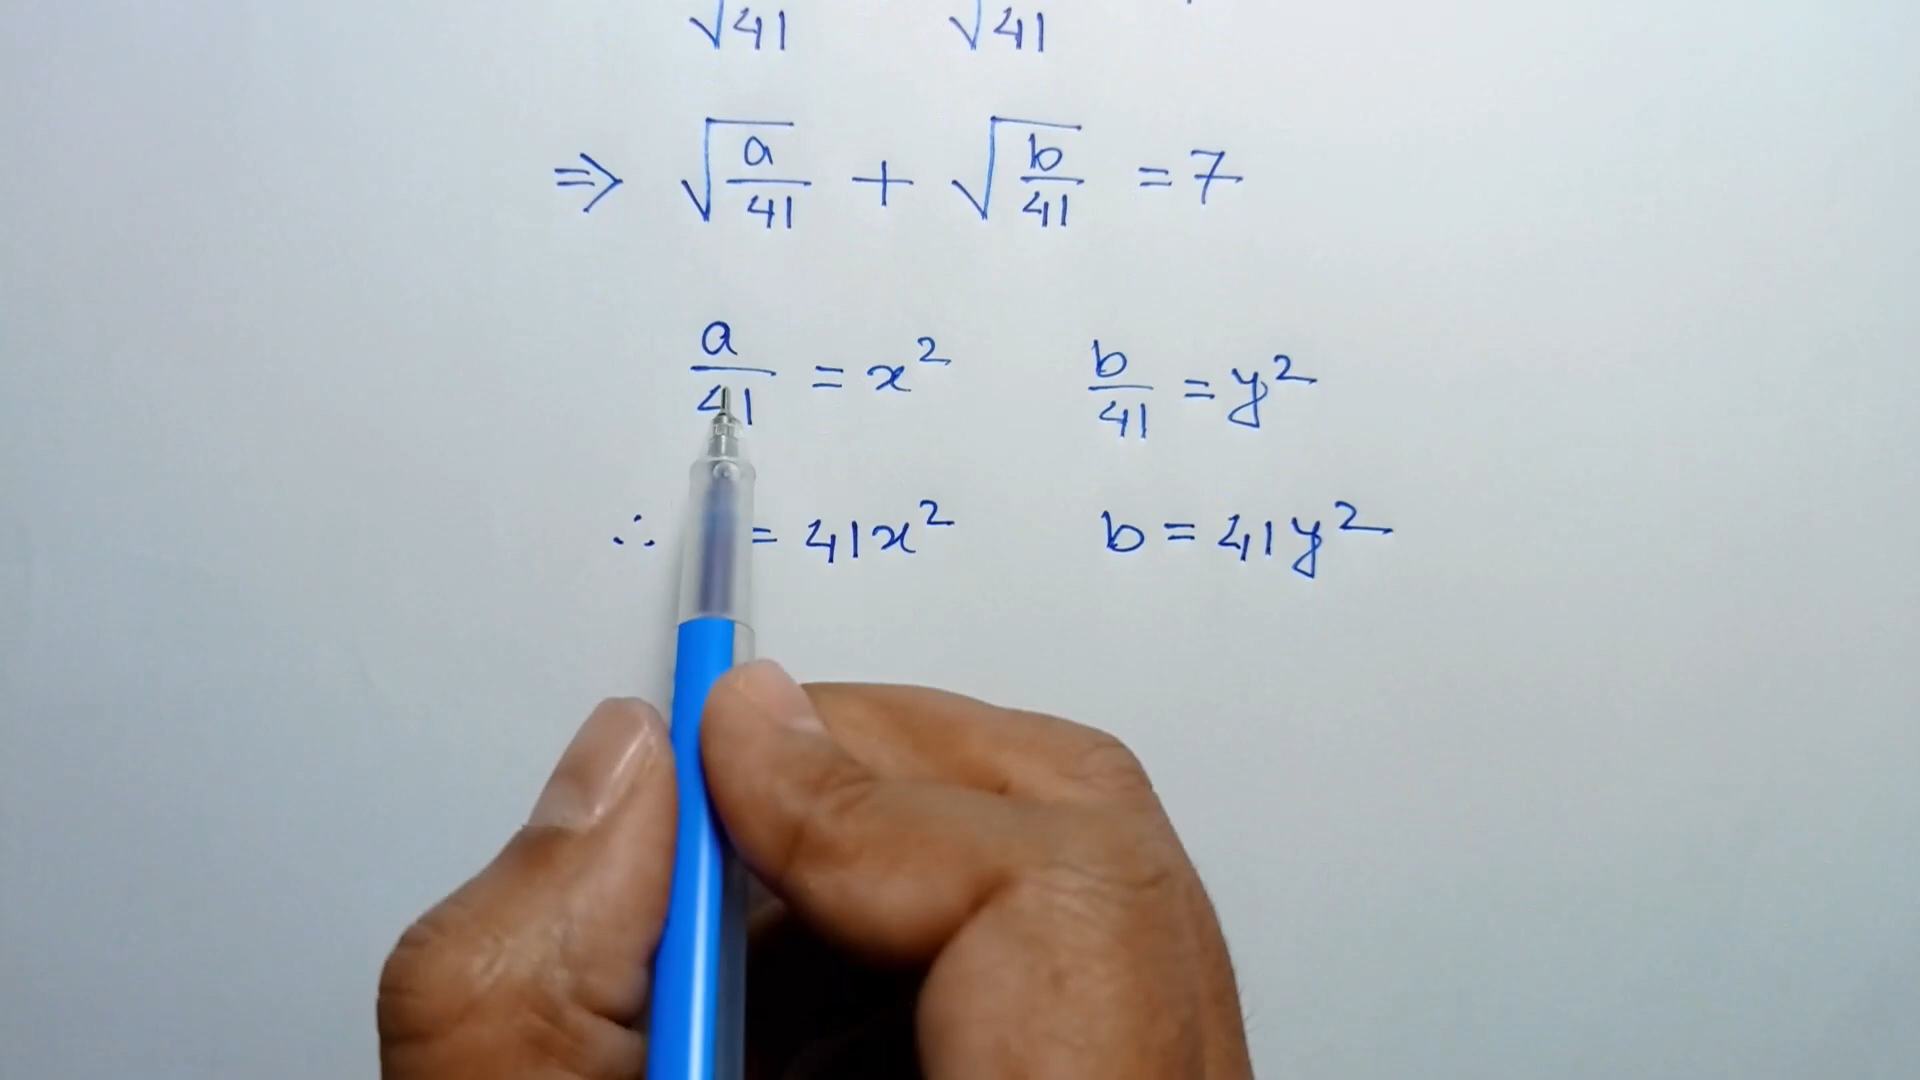 √41 √41
⇒ √(a/41) + √(b/41) = 7
a/41 = x² b/41 = y²
∴ = 41x² b = 41y²